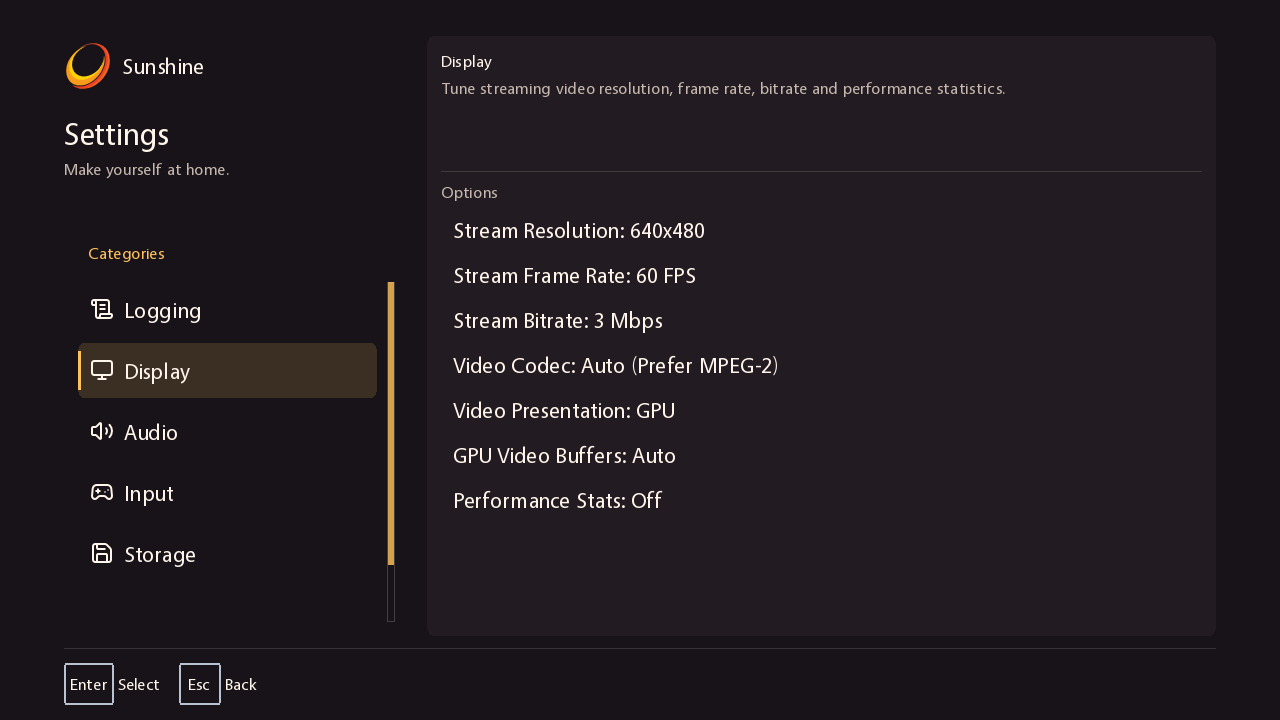 Sunshine
Settings
Make yourself at home.
Categories
Logging
Display
Audio
Input
Storage
Display
Tune streaming video resolution, frame rate, bitrate and performance statistics.
Options
Stream Resolution: 640x480
Stream Frame Rate: 60 FPS
Stream Bitrate: 3 Mbps
Video Codec: Auto (Prefer MPEG-2)
Video Presentation: GPU
GPU Video Buffers: Auto
Performance Stats: Off
Enter Select Esc Back